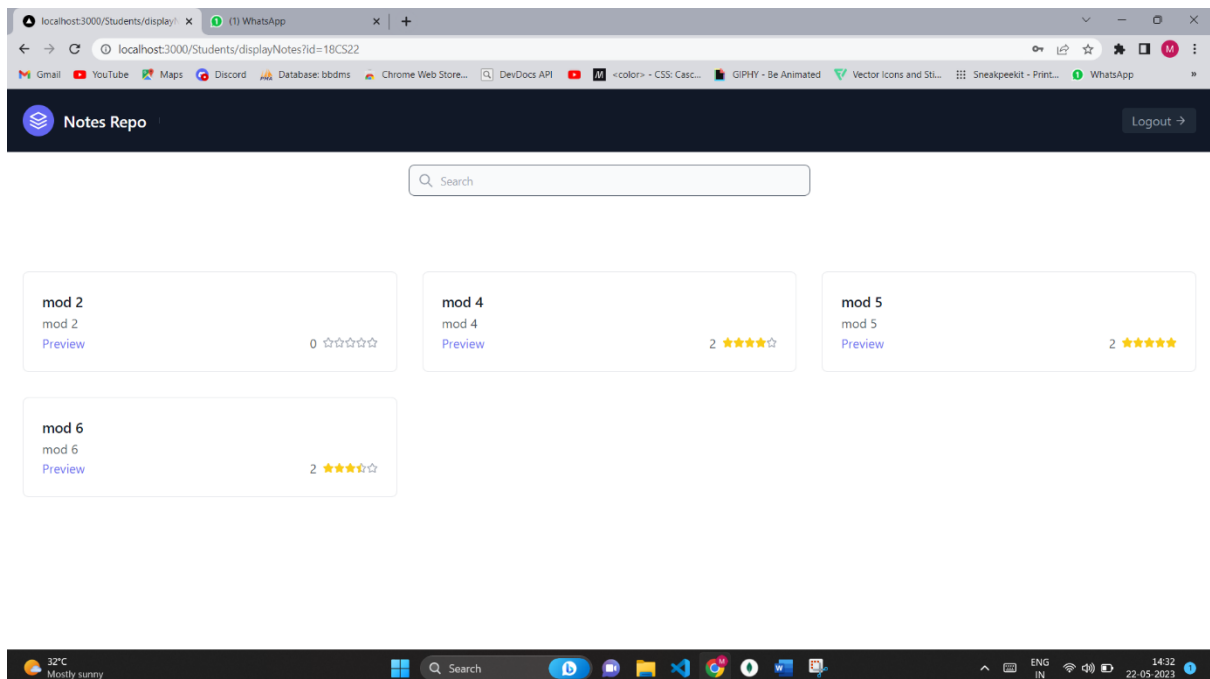 localhost:3000/Students/display
(1) WhatsApp
localhost:3000/Students/displayNotes?id=18CS22
M
Gmail YouTube Maps Discord Database: bbdms Chrome Web Store... DevDocs API <color> - CSS: Casc... GIPHY - Be Animated Vector Icons and Sti... Sneakpeekit - Print... WhatsApp »
Notes Repo
Logout →
Search
mod 2
mod 2
Preview
0
mod 4
mod 4
Preview
2
mod 5
mod 5
Preview
2
mod 6
mod 6
Preview
2
32°C
Mostly sunny
Search
ENG
IN
14:32
22-05-2023
1